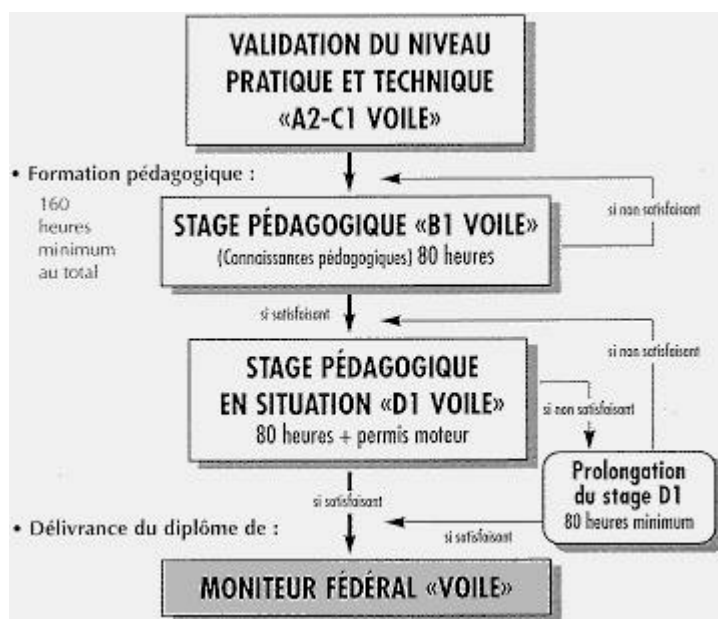 VALIDATION DU NIVEAU
PRATIQUE ET TECHNIQUE
«A2-C1 VOILE»
• Formation pédagogique :
160
heures
minimum
au total
si non satisfaisant
STAGE PÉDAGOGIQUE «B1 VOILE»
(Connaissances pédagogiques) 80 heures
si satisfaisant
si non satisfaisant
STAGE PÉDAGOGIQUE
EN SITUATION «D1 VOILE»
80 heures + permis moteur
si non satisfaisant
Prolongation
du stage D1
80 heures minimum
si satisfaisant
• Délivrance du diplôme de :
si satisfaisant
MONITEUR FÉDÉRAL «VOILE»